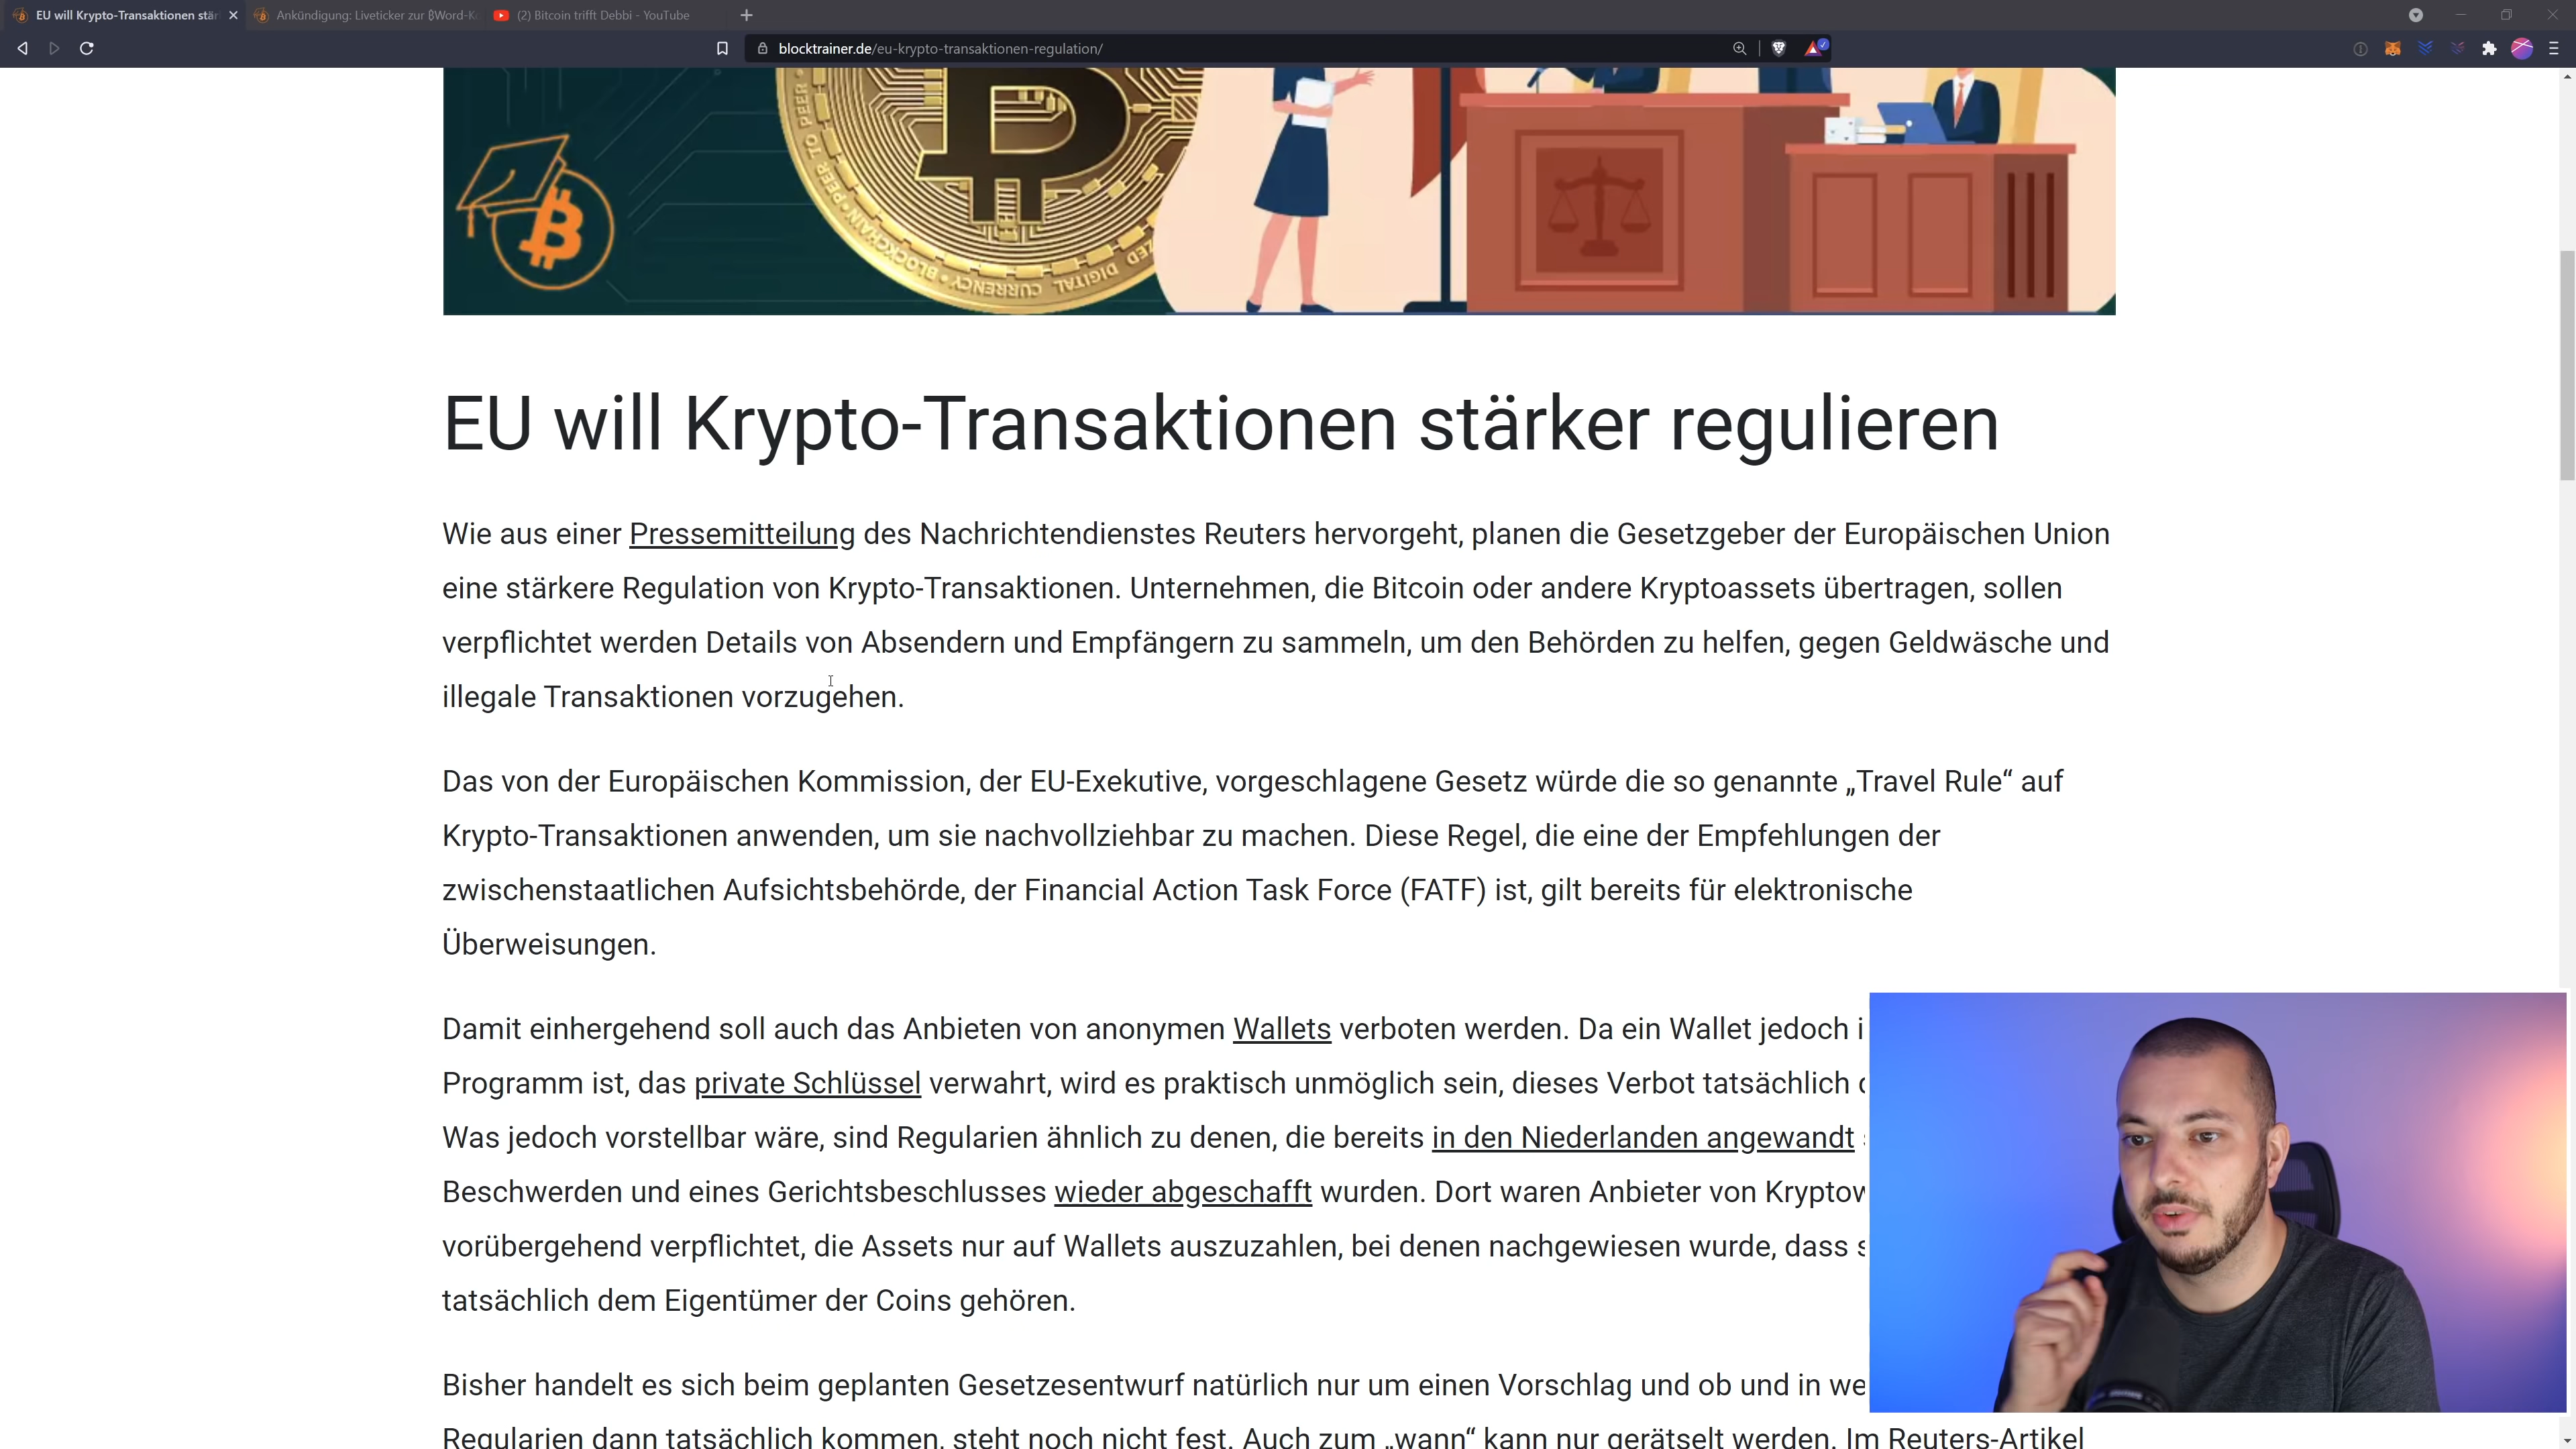 EU will Krypto-Transaktionen stär
Ankündigung: Liveticker zur ₿Word-K
(2) Bitcoin trifft Debbi - YouTube
blocktrainer.de/eu-krypto-transaktionen-regulation/
PEER TO PEER
BLOCKCHAIN
DIGITAL CURRENCY
EU will Krypto-Transaktionen stärker regulieren
Wie aus einer Pressemitteilung des Nachrichtendienstes Reuters hervorgeht, planen die Gesetzgeber der Europäischen Union
eine stärkere Regulation von Krypto-Transaktionen. Unternehmen, die Bitcoin oder andere Kryptoassets übertragen, sollen
verpflichtet werden Details von Absendern und Empfängern zu sammeln, um den Behörden zu helfen, gegen Geldwäsche und
illegale Transaktionen vorzugehen.
Das von der Europäischen Kommission, der EU-Exekutive, vorgeschlagene Gesetz würde die so genannte „Travel Rule“ auf
Krypto-Transaktionen anwenden, um sie nachvollziehbar zu machen. Diese Regel, die eine der Empfehlungen der
zwischenstaatlichen Aufsichtsbehörde, der Financial Action Task Force (FATF) ist, gilt bereits für elektronische
Überweisungen.
Damit einhergehend soll auch das Anbieten von anonymen Wallets verboten werden. Da ein Wallet jedoch i
Programm ist, das private Schlüssel verwahrt, wird es praktisch unmöglich sein, dieses Verbot tatsächlich
Was jedoch vorstellbar wäre, sind Regularien ähnlich zu denen, die bereits in den Niederlanden angewandt
Beschwerden und eines Gerichtsbeschlusses wieder abgeschafft wurden. Dort waren Anbieter von Kryptow
vorübergehend verpflichtet, die Assets nur auf Wallets auszuzahlen, bei denen nachgewiesen wurde, dass s
tatsächlich dem Eigentümer der Coins gehören.
Bisher handelt es sich beim geplanten Gesetzesentwurf natürlich nur um einen Vorschlag und ob und in we
Regularien dann tatsächlich kommen, steht noch nicht fest. Auch zum „wann“ kann nur gerätselt werden. Im Reuters-Artikel